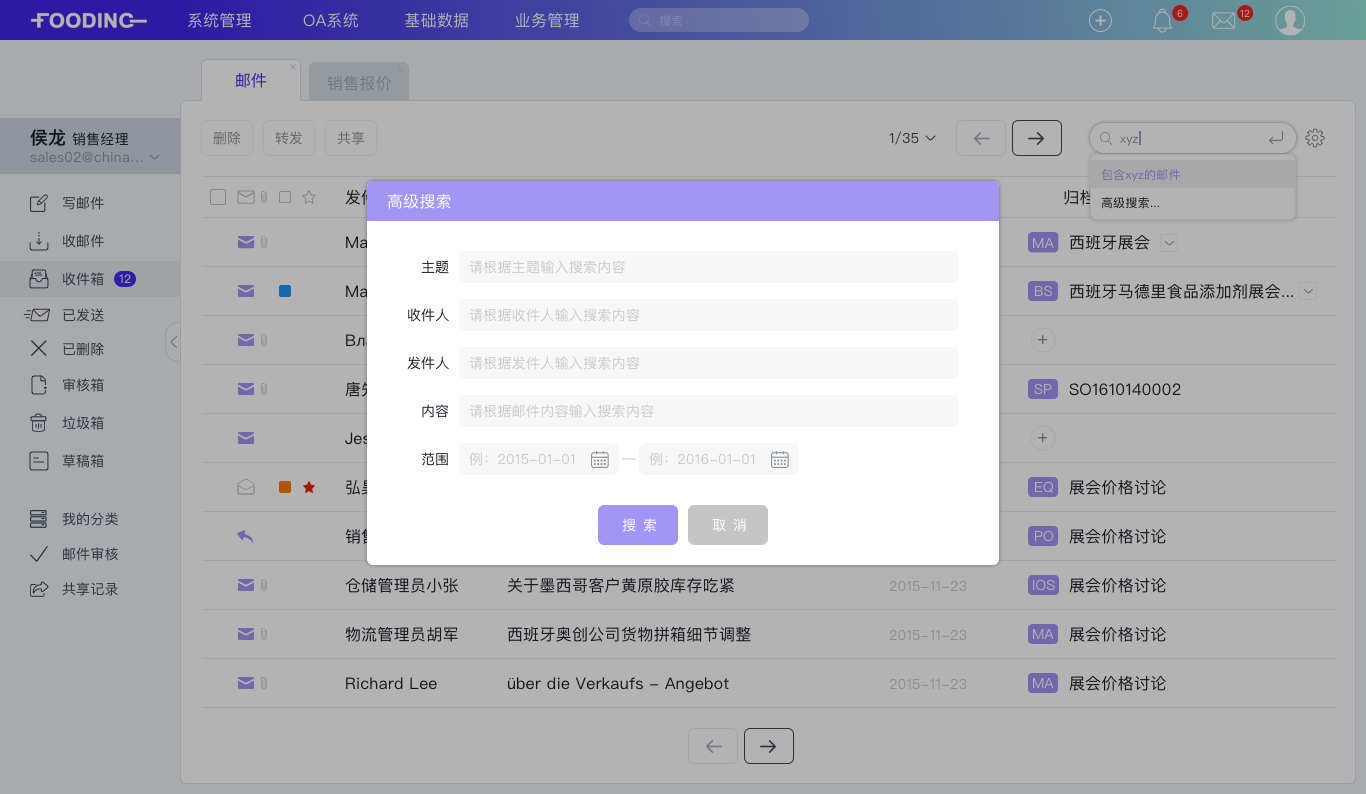 FOODINC 系统管理 OA系统 基础数据 业务管理 搜索 6 12
邮件 销售报价
侯龙 销售经理
sales02@china...
删除 转发 共享 1/35 xyz
包含xyz的邮件
高级搜索...
写邮件
收邮件
收件箱 12
已发送
已删除
审核箱
垃圾箱
草稿箱
我的分类
邮件审核
共享记录
高级搜索
主题 请根据主题输入搜索内容
收件人 请根据收件人输入搜索内容
发件人 请根据发件人输入搜索内容
内容 请根据邮件内容输入搜索内容
范围 例：2015-01-01 — 例：2016-01-01
搜 索 取 消
MA 西班牙展会
BS 西班牙马德里食品添加剂展会...
SP SO1610140002
EQ 展会价格讨论
PO 展会价格讨论
仓储管理员小张 关于墨西哥客户黄原胶库存吃紧 2015-11-23 IOS 展会价格讨论
物流管理员胡军 西班牙奥创公司货物拼箱细节调整 2015-11-23 MA 展会价格讨论
Richard Lee über die Verkaufs - Angebot 2015-11-23 MA 展会价格讨论